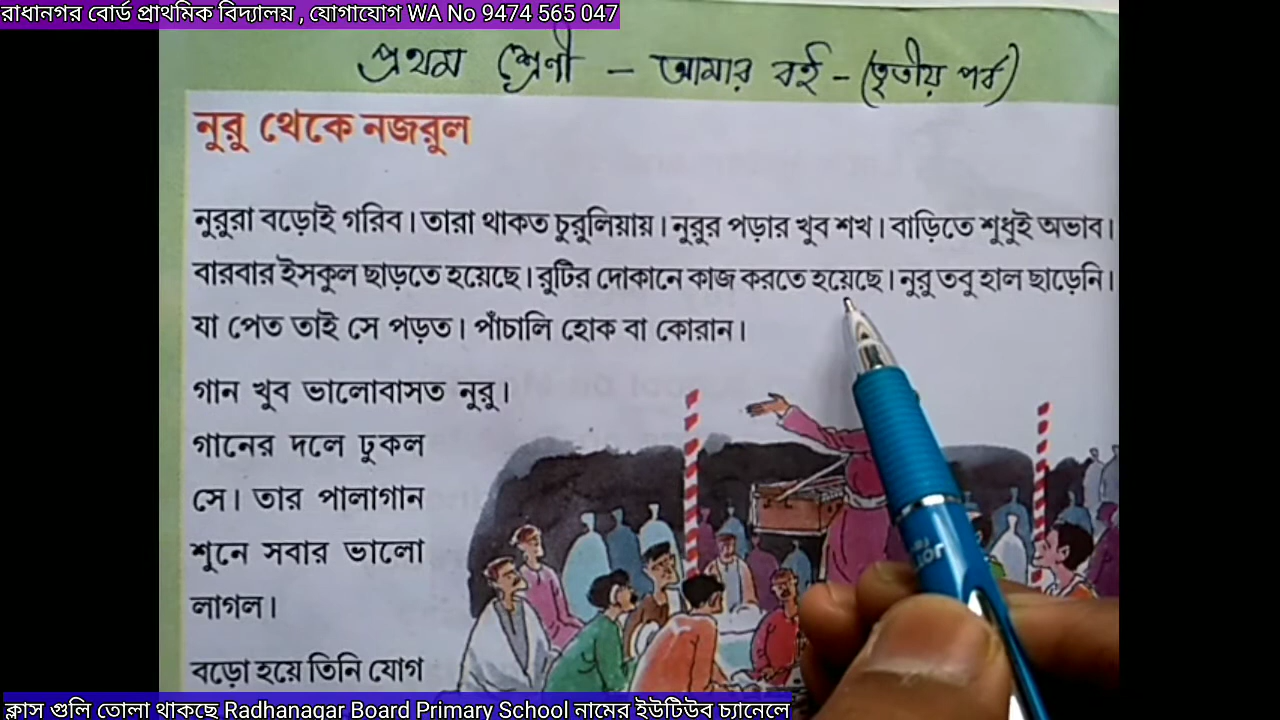 রাধানগর বোর্ড প্রাথমিক বিদ্যালয় , যোগাযোগ WA No 9474 565 047
প্রথম শ্রেণী – আমার বই – (তৃতীয় পর্ব)
নুরু থেকে নজরুল
নুরুরা বড়োই গরিব। তারা থাকত চুরুলিয়ায়। নুরুর পড়ার খুব শখ। বাড়িতে শুধুই অভাব।
বারবার ইসকুল ছাড়তে হয়েছে। রুটির দোকানে কাজ করতে হয়েছে। নুরু তবু হাল ছাড়েনি।
যা পেত তাই সে পড়ত। পাঁচালি হোক বা কোরান।
গান খুব ভালোবাসত নুরু।
গানের দলে ঢুকল
সে। তার পালাগান
শুনে সবার ভালো
লাগল।
বড়ো হয়ে তিনি যোগ
ক্লাস গুলি তোলা থাকছে Radhanagar Board Primary School নামের ইউটিউব চ্যানেলে